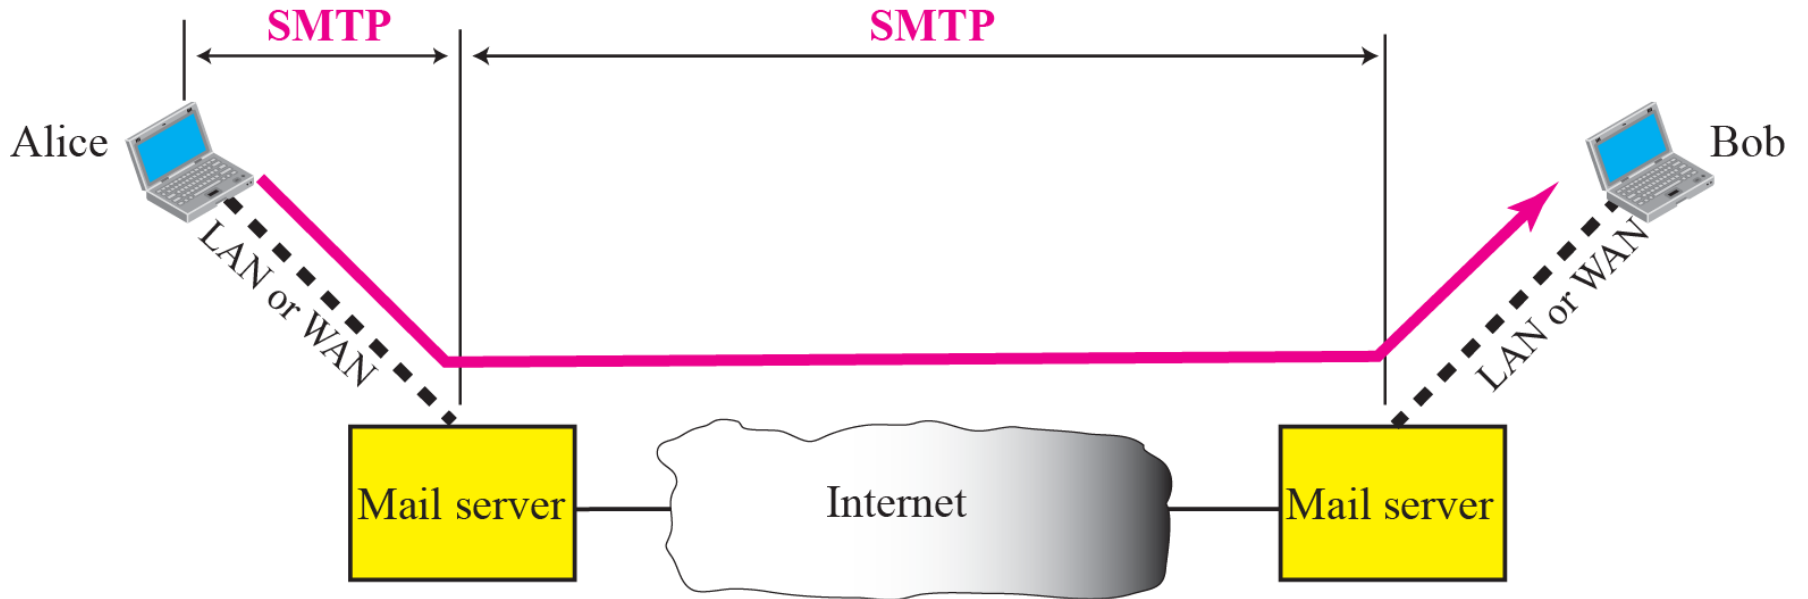 SMTP
SMTP
Alice
Bob
LAN or WAN
LAN or WAN
Mail server
Internet
Mail server